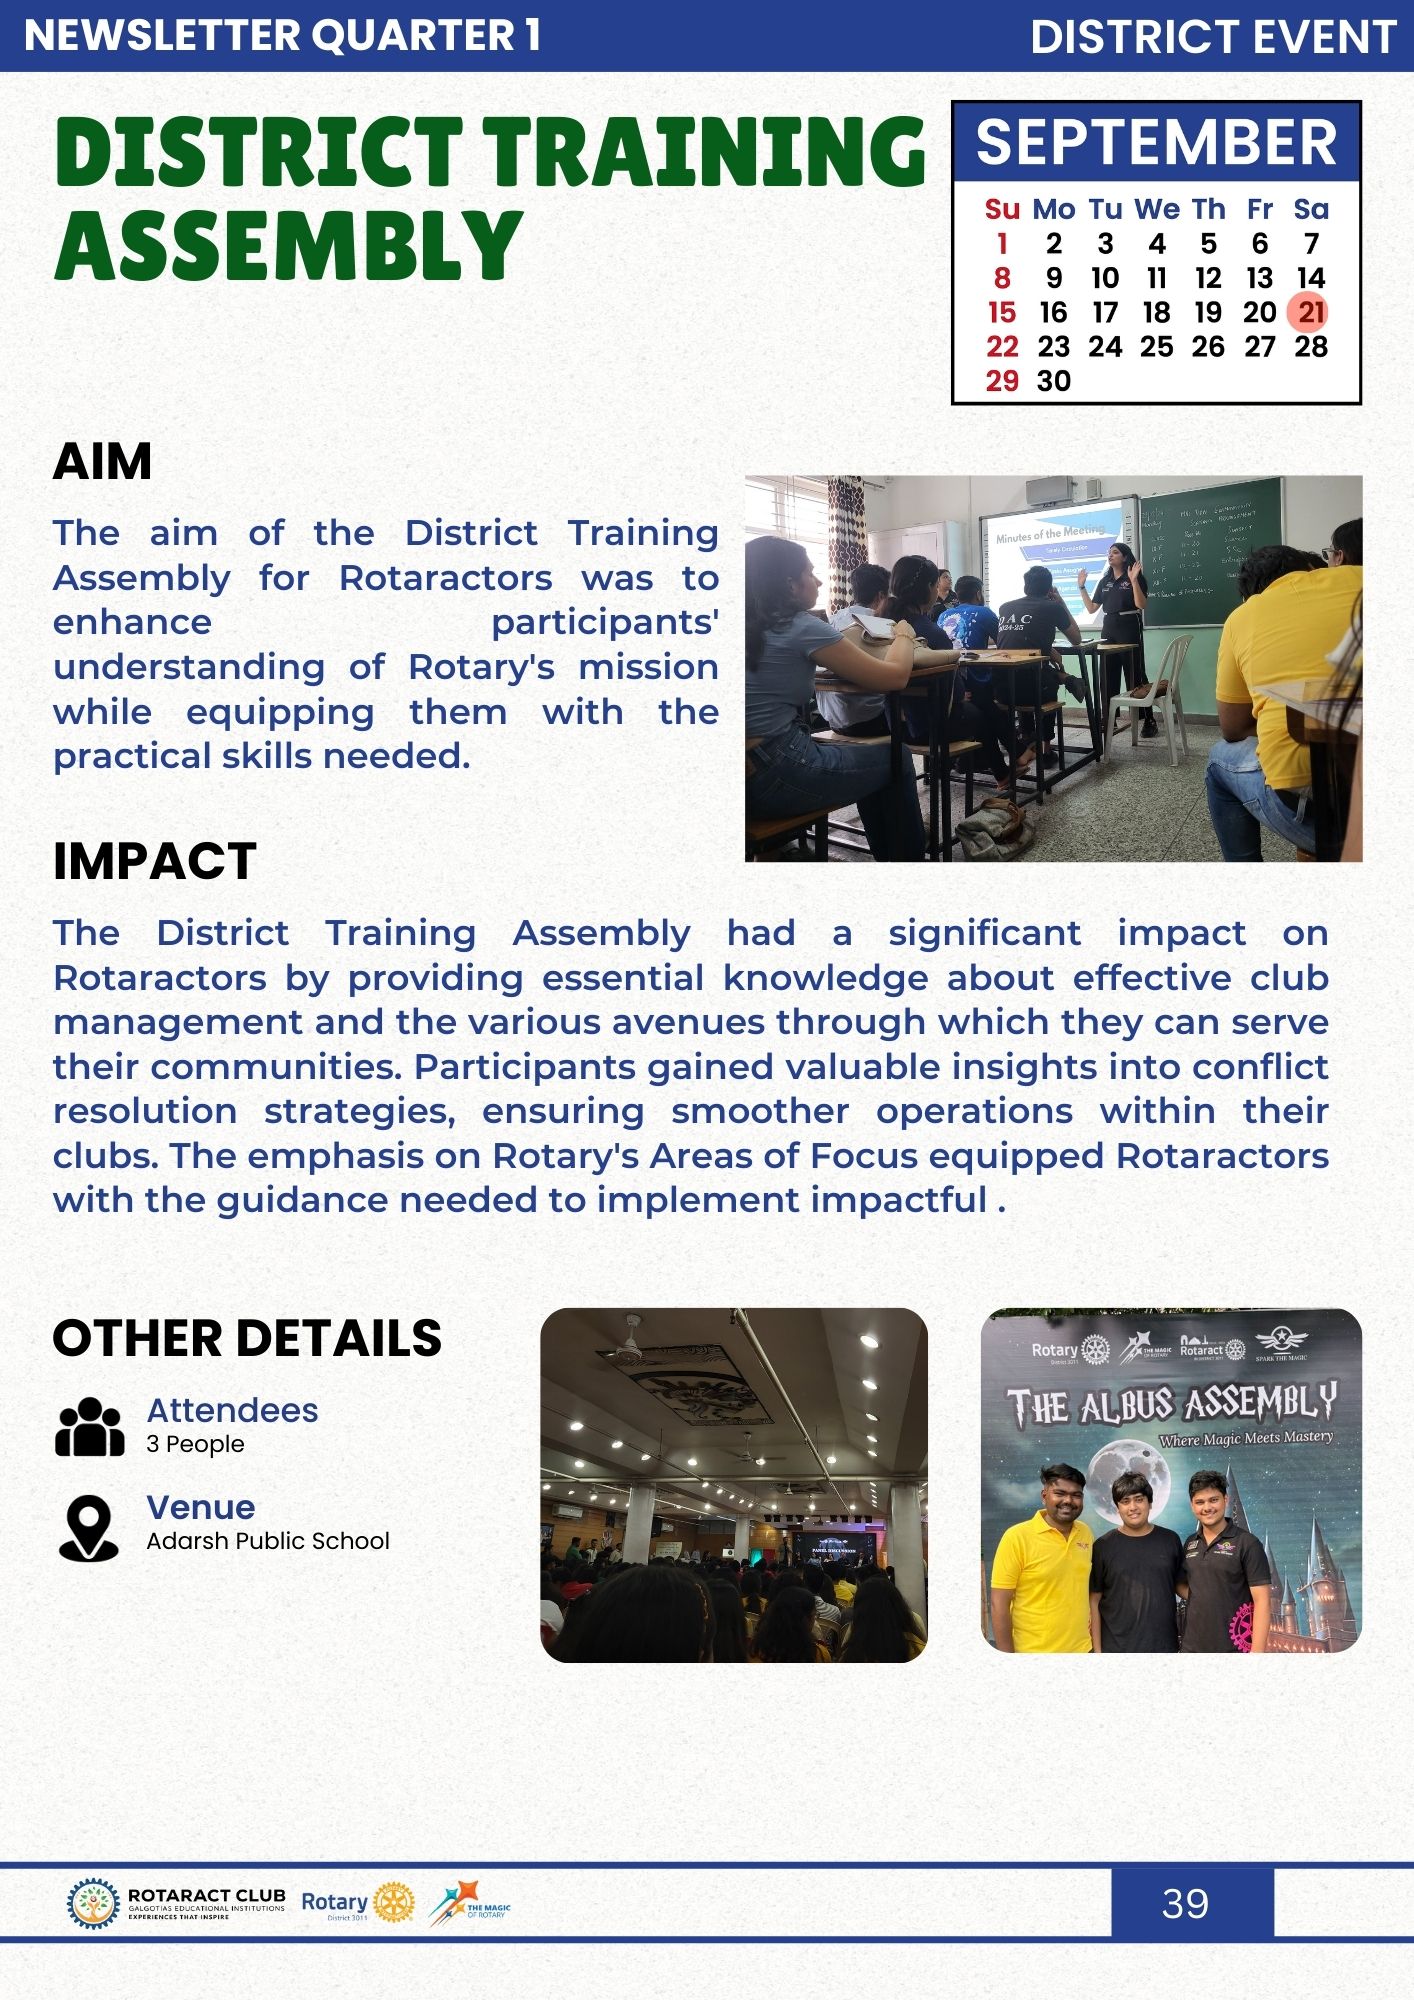 NEWSLETTER QUARTER 1
DISTRICT EVENT
DISTRICT TRAINING
ASSEMBLY
SEPTEMBER
Su Mo Tu We Th Fr Sa
1 2 3 4 5 6 7
8 9 10 11 12 13 14
15 16 17 18 19 20 21
22 23 24 25 26 27 28
29 30
AIM
The aim of the District Training
Assembly for Rotaractors was to
enhance participants'
understanding of Rotary's mission
while equipping them with the
practical skills needed.
Minutes of the Meeting
Timely Circulation
IMPACT
The District Training Assembly had a significant impact on
Rotaractors by providing essential knowledge about effective club
management and the various avenues through which they can serve
their communities. Participants gained valuable insights into conflict
resolution strategies, ensuring smoother operations within their
clubs. The emphasis on Rotary's Areas of Focus equipped Rotaractors
with the guidance needed to implement impactful .
OTHER DETAILS
Attendees
3 People
Venue
Adarsh Public School
PANEL DISCUSSION
Rotary
District 3011
THE MAGIC
OF ROTARY
Rotaract
SPARK THE MAGIC
THE ALBUS ASSEMBLY
Where Magic Meets Mastery
ROTARACT CLUB
GALGOTIAS EDUCATIONAL INSTITUTIONS
EXPERIENCES THAT INSPIRE
Rotary
District 3011
THE MAGIC
OF ROTARY
39